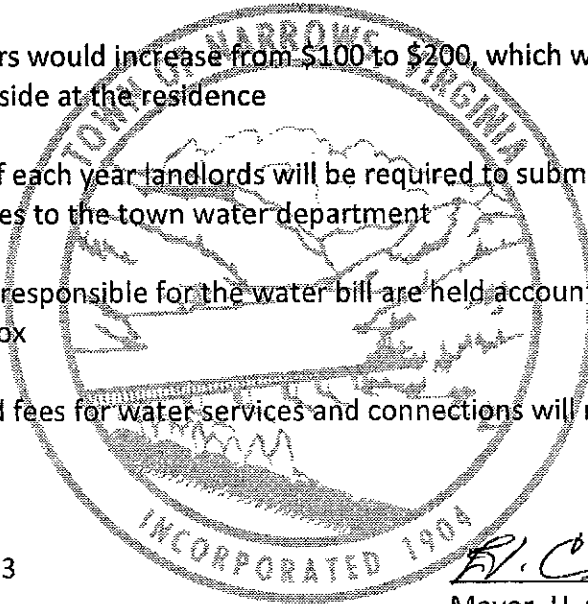 rs would increase from $100 to $200, which w
side at the residence
f each year landlords will be required to subm
es to the town water department
responsible for the water bill are held accoun
ox
d fees for water services and connections will
TOWN OF NARROWS, VIRGINIA
INCORPORATED 1904
3